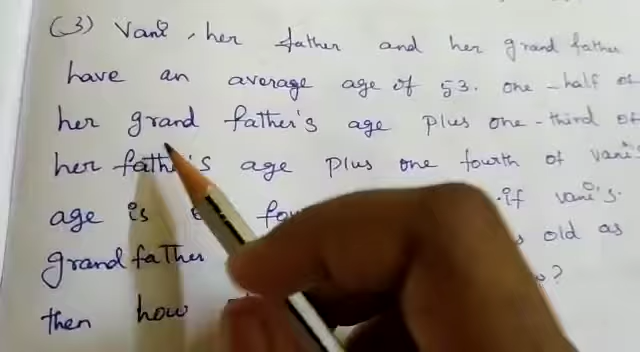 (3) Vani, her father and her grand father
have an average age of 53. one-half of
her grand father's age plus one-third of
her father's age plus one fourth of vani's
age is if vani's
grand father old as
then how ?